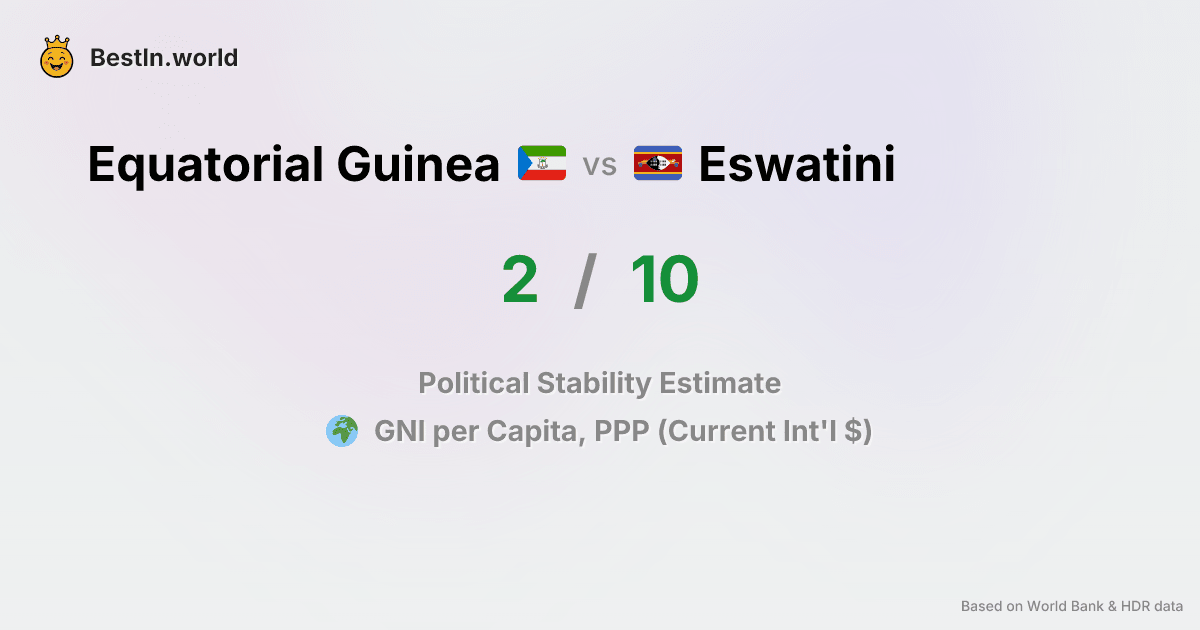 BestIn.world
Equatorial Guinea vs Eswatini
2 / 10
Political Stability Estimate
GNI per Capita, PPP (Current Int'l $)
Based on World Bank & HDR data